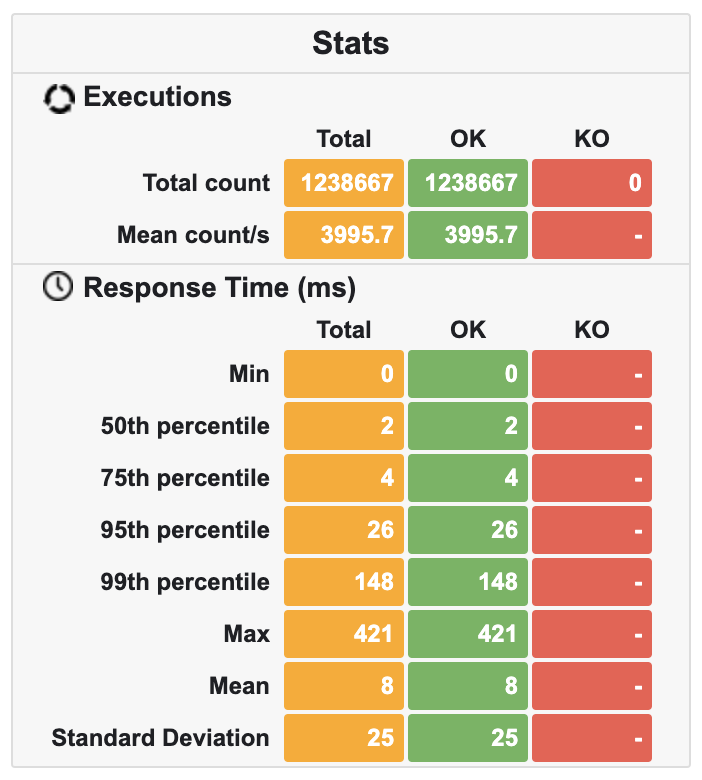 Stats
Executions
Total OK KO
Total count 1238667 1238667 0
Mean count/s 3995.7 3995.7 -
Response Time (ms)
Total OK KO
Min 0 0 -
50th percentile 2 2 -
75th percentile 4 4 -
95th percentile 26 26 -
99th percentile 148 148 -
Max 421 421 -
Mean 8 8 -
Standard Deviation 25 25 -